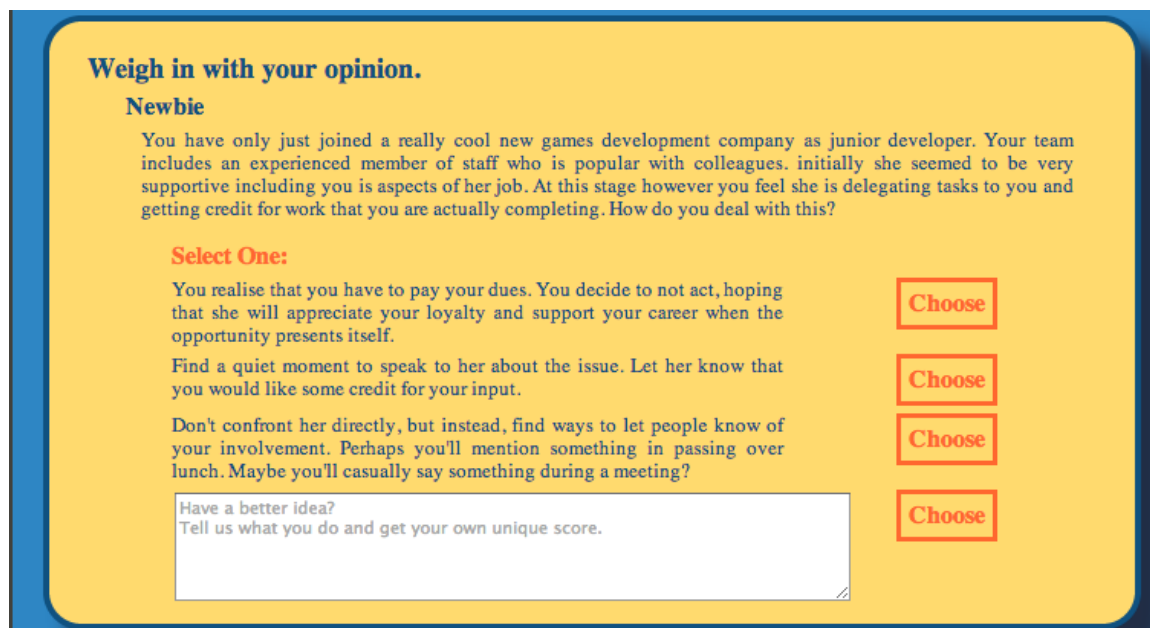 Weigh in with your opinion.
Newbie
You have only just joined a really cool new games development company as junior developer. Your team
includes an experienced member of staff who is popular with colleagues. initially she seemed to be very
supportive including you is aspects of her job. At this stage however you feel she is delegating tasks to you and
getting credit for work that you are actually completing. How do you deal with this?
Select One:
You realise that you have to pay your dues. You decide to not act, hoping
that she will appreciate your loyalty and support your career when the
opportunity presents itself.
Choose
Find a quiet moment to speak to her about the issue. Let her know that
you would like some credit for your input.
Choose
Don't confront her directly, but instead, find ways to let people know of
your involvement. Perhaps you'll mention something in passing over
lunch. Maybe you'll casually say something during a meeting?
Choose
Have a better idea?
Tell us what you do and get your own unique score.
Choose